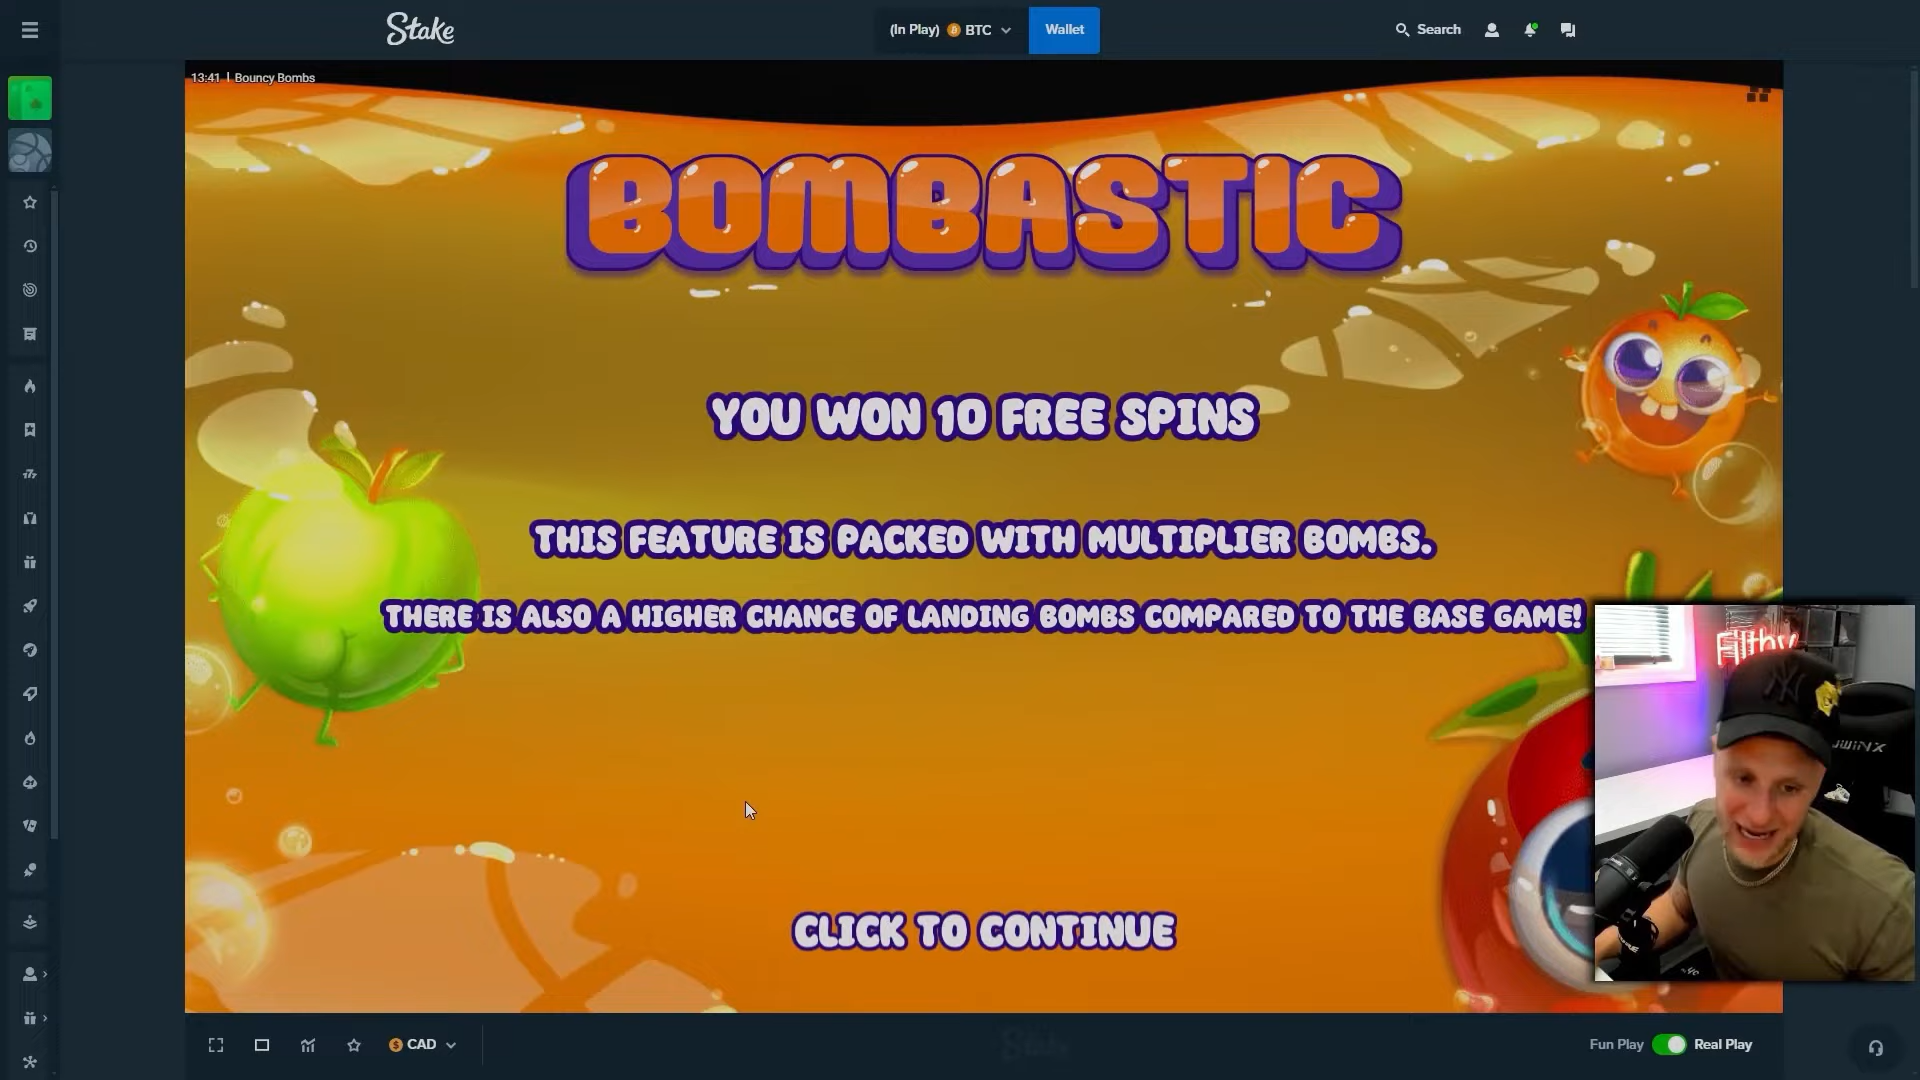 Stake
(In Play) BTC
Wallet
Search
13:41 | Bouncy Bombs
BOMBASTIC
YOU WON 10 FREE SPINS
THIS FEATURE IS PACKED WITH MULTIPLIER BOMBS.
THERE IS ALSO A HIGHER CHANCE OF LANDING BOMBS COMPARED TO THE BASE GAME!
Filthy
CLICK TO CONTINUE
CAD
Stake
Fun Play
Real Play